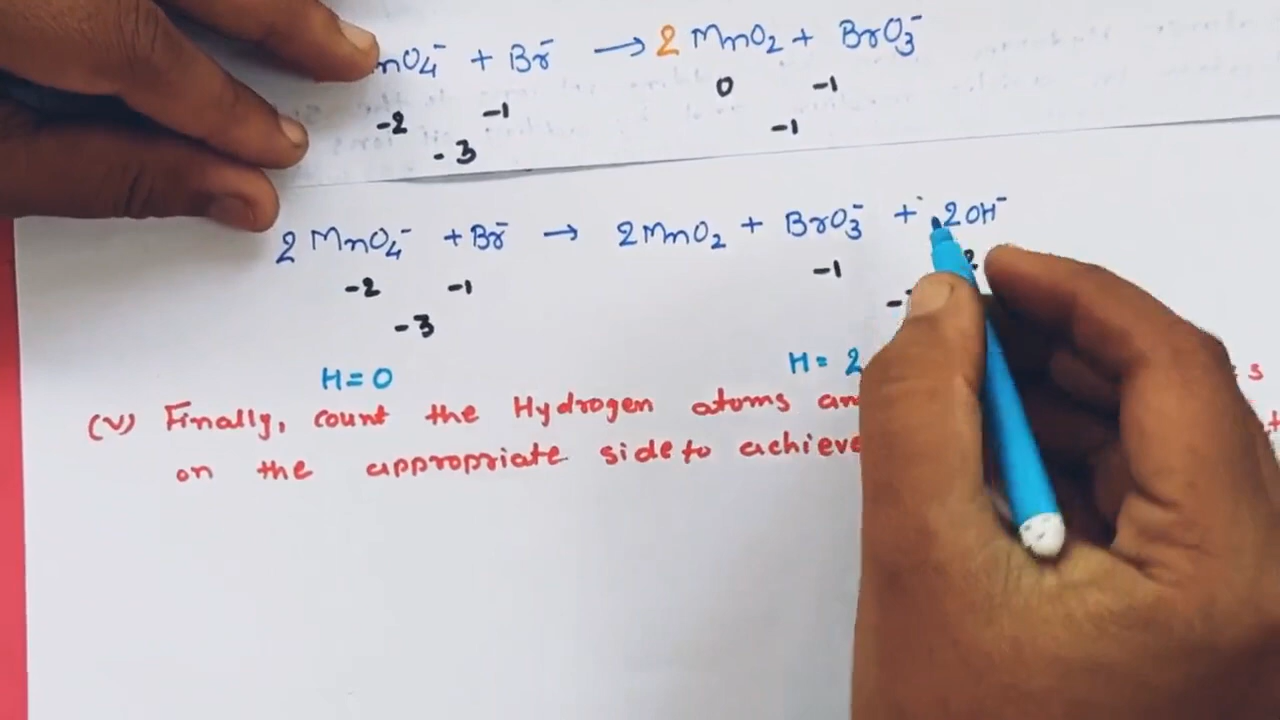 nO₄⁻ + Br⁻ → 2 MnO₂ + BrO₃⁻
0 -1
-2 -1
-3 -1
2 MnO₄⁻ + Br⁻ → 2MnO₂ + BrO₃⁻ + 2OH⁻
-2 -1 -1 2
-3
H = 0 H = 2
(v) Finally, count the Hydrogen atoms s
on the appropriate side to achieve